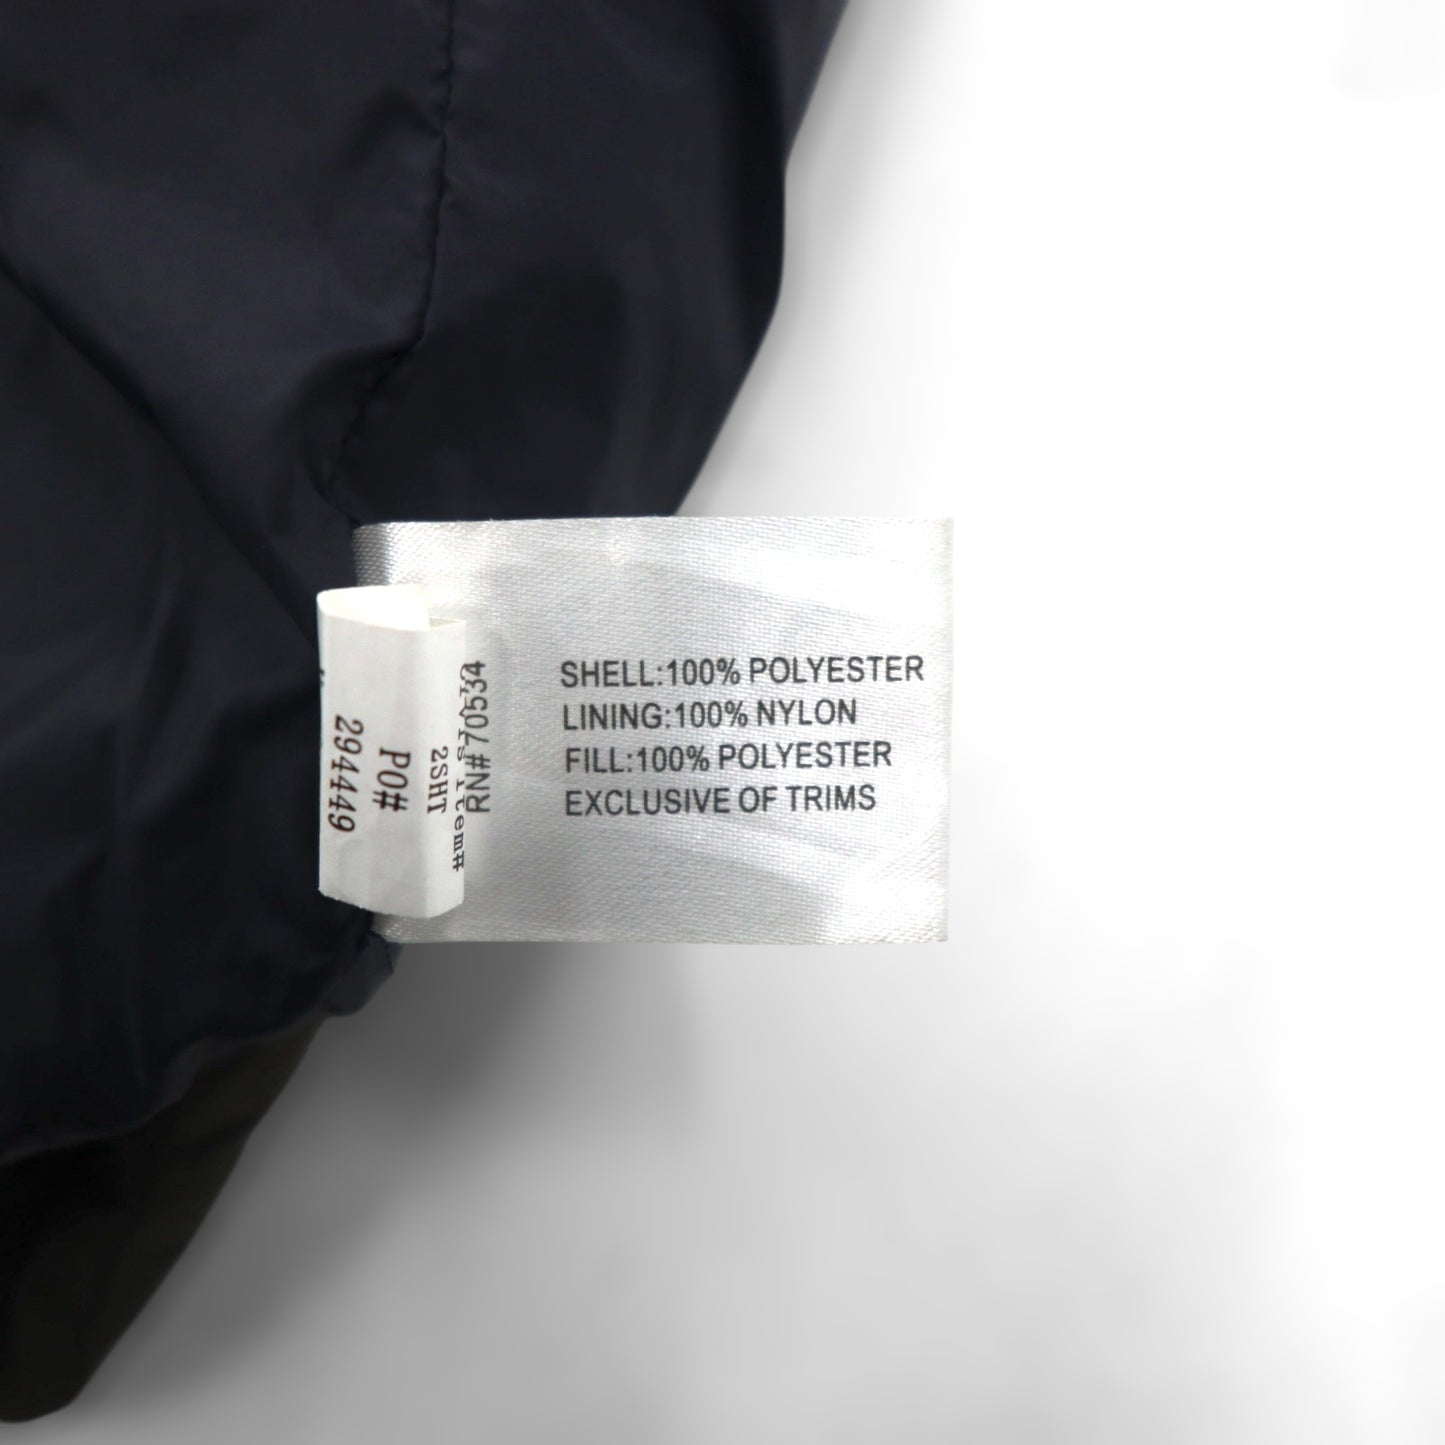 SHELL:100% POLYESTER
LINING:100% NYLON
FILL:100% POLYESTER
EXCLUSIVE OF TRIMS
RN# 70534
Item#
2SHT
PO#
294449